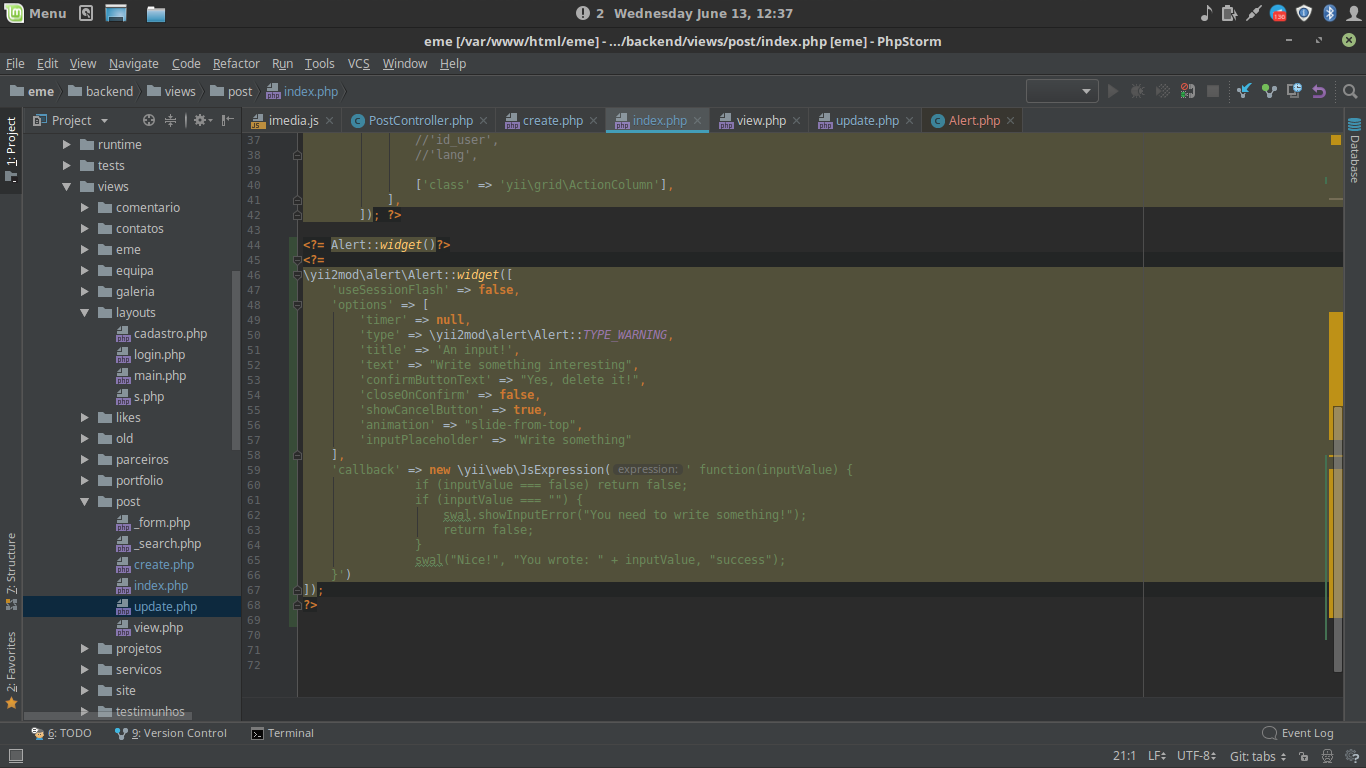 Menu
2 Wednesday June 13, 12:37
130
eme [/var/www/html/eme] - .../backend/views/post/index.php [eme] - PhpStorm
File Edit View Navigate Code Refactor Run Tools VCS Window Help
eme backend views post index.php
1: Project
7: Structure
2: Favorites
Project
runtime
tests
views
comentario
contatos
eme
equipa
galeria
layouts
cadastro.php
login.php
main.php
s.php
likes
old
parceiros
portfolio
post
_form.php
_search.php
create.php
index.php
update.php
view.php
projetos
servicos
site
testimunhos
imedia.js PostController.php create.php index.php view.php update.php Alert.php
37 //'id_user',
38 //'lang',
39
40 ['class' => 'yii\grid\ActionColumn'],
41 ],
42 ]); ?>
43
44 <?= Alert::widget()?>
45 <?=
46 \yii2mod\alert\Alert::widget([
47 'useSessionFlash' => false,
48 'options' => [
49 'timer' => null,
50 'type' => \yii2mod\alert\Alert::TYPE_WARNING,
51 'title' => 'An input!',
52 'text' => "Write something interesting",
53 'confirmButtonText' => "Yes, delete it!",
54 'closeOnConfirm' => false,
55 'showCancelButton' => true,
56 'animation' => "slide-from-top",
57 'inputPlaceholder' => "Write something"
58 ],
59 'callback' => new \yii\web\JsExpression( expression: ' function(inputValue) {
60 if (inputValue === false) return false;
61 if (inputValue === "") {
62 swal.showInputError("You need to write something!");
63 return false;
64 }
65 swal("Nice!", "You wrote: " + inputValue, "success");
66 }')
67 ]);
68 ?>
69
70
71
72
Database
6: TODO 9: Version Control Terminal Event Log
21:1 LF UTF-8 Git: tabs